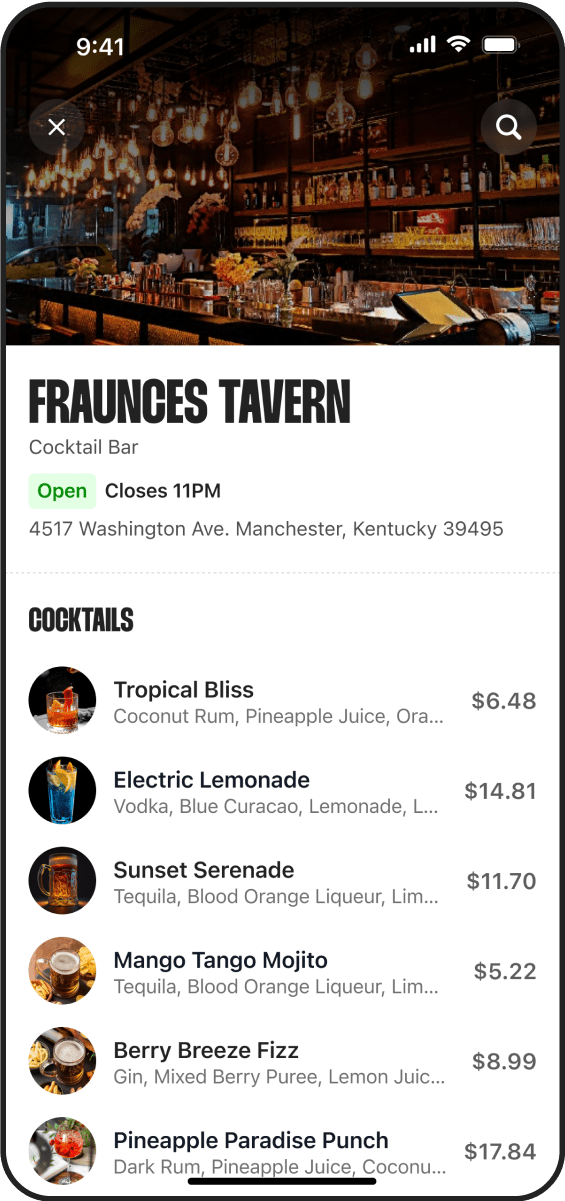 9:41
FRAUNCES TAVERN
Cocktail Bar
Open Closes 11PM
4517 Washington Ave. Manchester, Kentucky 39495
COCKTAILS
Tropical Bliss
Coconut Rum, Pineapple Juice, Ora...
$6.48
Electric Lemonade
Vodka, Blue Curacao, Lemonade, L...
$14.81
Sunset Serenade
Tequila, Blood Orange Liqueur, Lim...
$11.70
Mango Tango Mojito
Tequila, Blood Orange Liqueur, Lim...
$5.22
Berry Breeze Fizz
Gin, Mixed Berry Puree, Lemon Juic...
$8.99
Pineapple Paradise Punch
Dark Rum, Pineapple Juice, Coconu...
$17.84